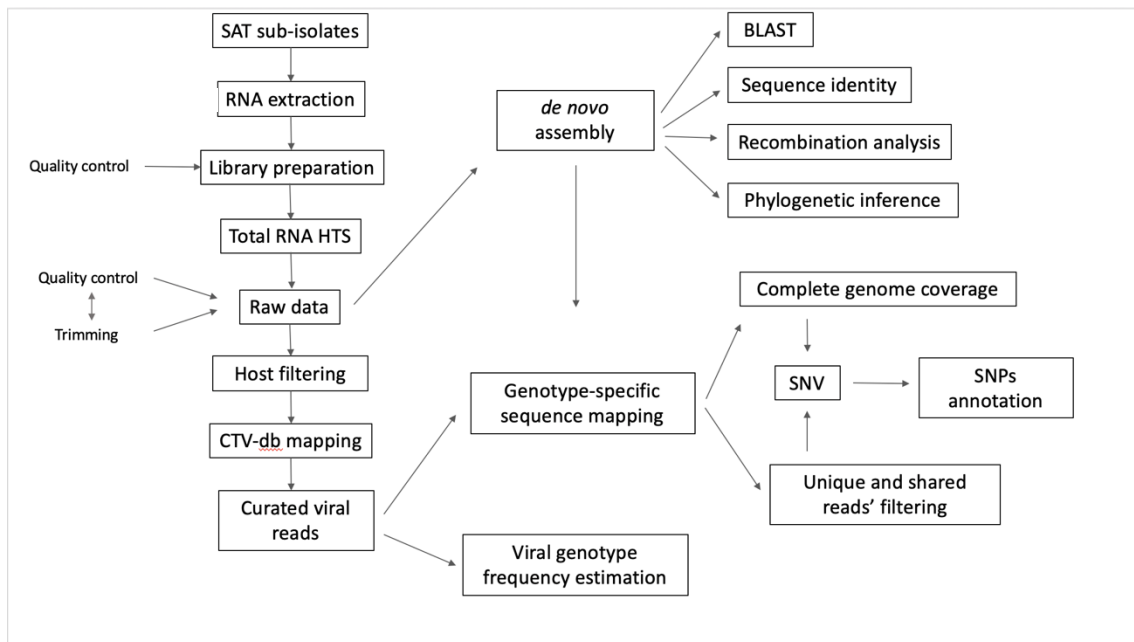 SAT sub-isolates
RNA extraction
Quality control
Library preparation
Total RNA HTS
Quality control
Trimming
Raw data
Host filtering
CTV-db mapping
Curated viral
reads
de novo
assembly
BLAST
Sequence identity
Recombination analysis
Phylogenetic inference
Genotype-specific
sequence mapping
Viral genotype
frequency estimation
Complete genome coverage
SNV
SNPs
annotation
Unique and shared
reads’ filtering